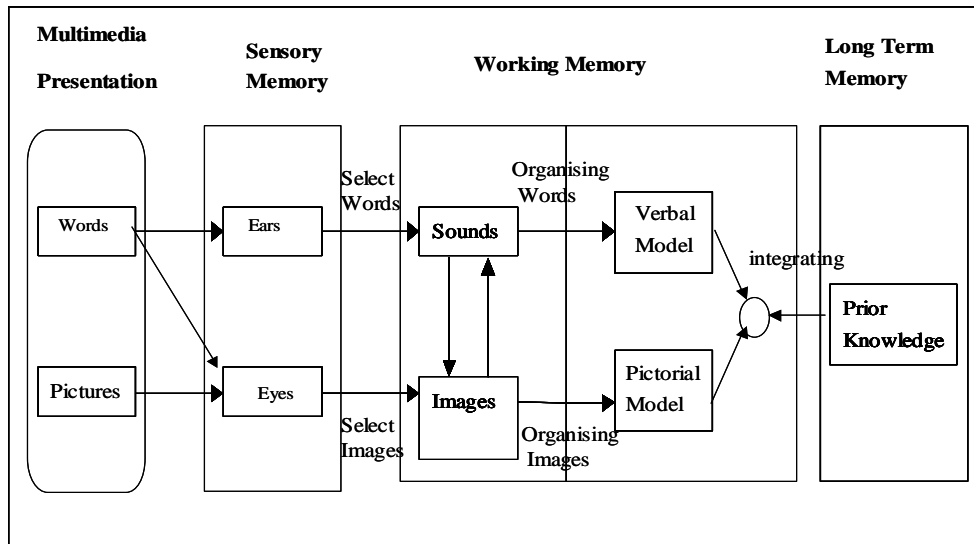 Multimedia
Presentation
Sensory
Memory
Working Memory
Long Term
Memory
Select
Words
Organising
Words
Words
Ears
Sounds
Verbal
Model
integrating
Prior
Knowledge
Pictures
Eyes
Images
Pictorial
Model
Select
Images
Organising
Images